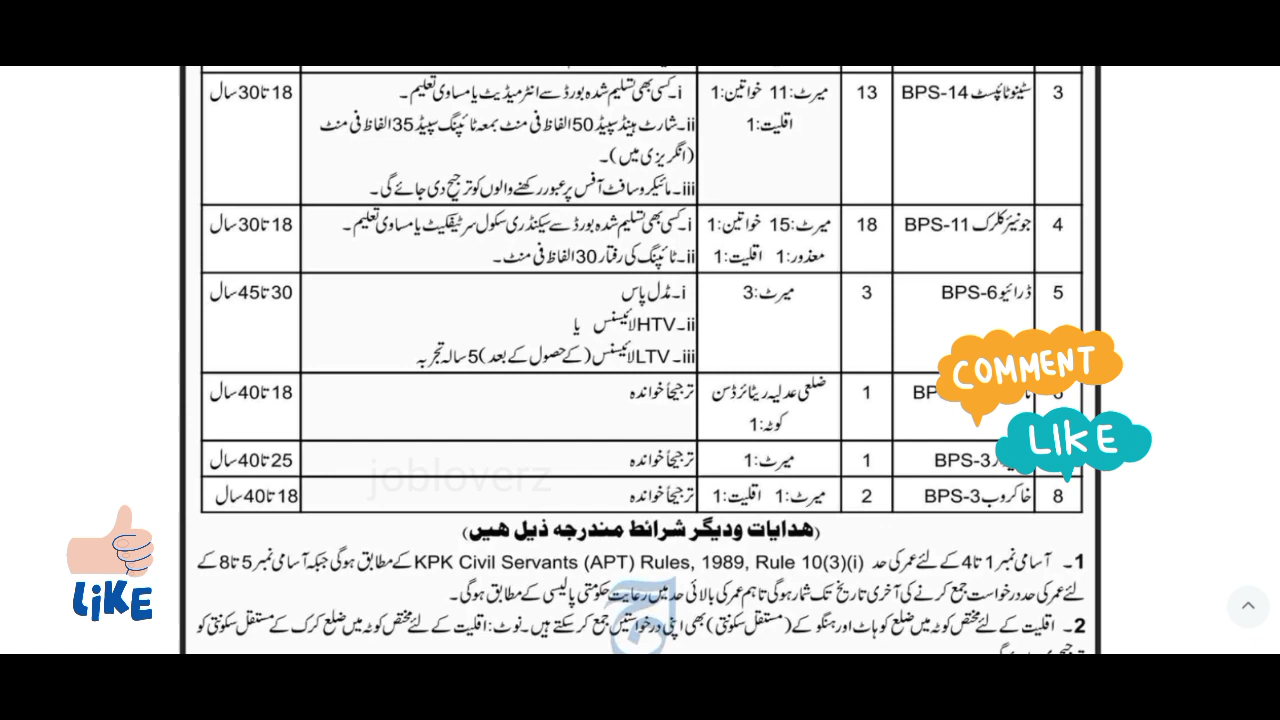 3 سٹینوٹائپسٹ BPS-14 13 میرٹ:11 خواتین:1 i۔کسی بھی تسلیم شدہ بورڈ سے انٹرمیڈیٹ یا مساوی تعلیم۔ 18 تا 30 سال
اقلیت:1 ii۔شارٹ ہینڈ سپیڈ 50 الفاظ فی منٹ بمعہ ٹائپنگ سپیڈ 35 الفاظ فی منٹ
(انگریزی میں)۔
iii۔مائیکروسافٹ آفس پر عبور رکھنے والوں کو ترجیح دی جائے گی۔
4 جونیئر کلرک BPS-11 18 میرٹ:15 خواتین:1 i۔کسی بھی تسلیم شدہ بورڈ سے سیکنڈری سکول سرٹیفکیٹ یا مساوی تعلیم۔ 18 تا 30 سال
معذور:1 اقلیت:1 ii۔ٹائپنگ کی رفتار 30 الفاظ فی منٹ۔
5 ڈرائیو BPS-6 3 میرٹ:3 i۔مڈل پاس 30 تا 45 سال
ii۔HTV لائیسنس یا
iii۔LTV لائیسنس (کے حصول کے بعد) 5 سالہ تجربہ
COMMENT
6 BP 1 ضلعی عدلیہ ریٹائرڈ سن ترجیحاً خواندہ 18 تا 40 سال
کوٹہ:1
LIKE
BPS-3 1 میرٹ:1 ترجیحاً خواندہ 25 تا 40 سال
jobloverz
8 خاکروب BPS-3 2 میرٹ:1 اقلیت:1 ترجیحاً خواندہ 18 تا 40 سال
(ھدایات ودیگر شرائط مندرجہ ذیل ھیں)
1۔ آسامی نمبر 1 تا 4 کے لئے عمر کی حد KPK Civil Servants (APT) Rules, 1989, Rule 10(3)(i) کے مطابق ہوگی جبکہ آسامی نمبر 5 تا 8 کے
لئے عمر کی حد درخواست جمع کرنے کی آخری تاریخ تک شمار ہوگی تاہم عمر کی بالائی حد میں رعایت حکومتی پالیسی کے مطابق ہوگی۔
2۔ اقلیت کے لئے مختص کوٹہ میں ضلع کوہاٹ اور ہنگو کے (مستقل سکونتی) بھی اپنی درخواستیں جمع کر سکتے ہیں۔ نوٹ: اقلیت کے لئے مختص کوٹہ میں ضلع کرک کے مستقل سکونتی کو
LIKE